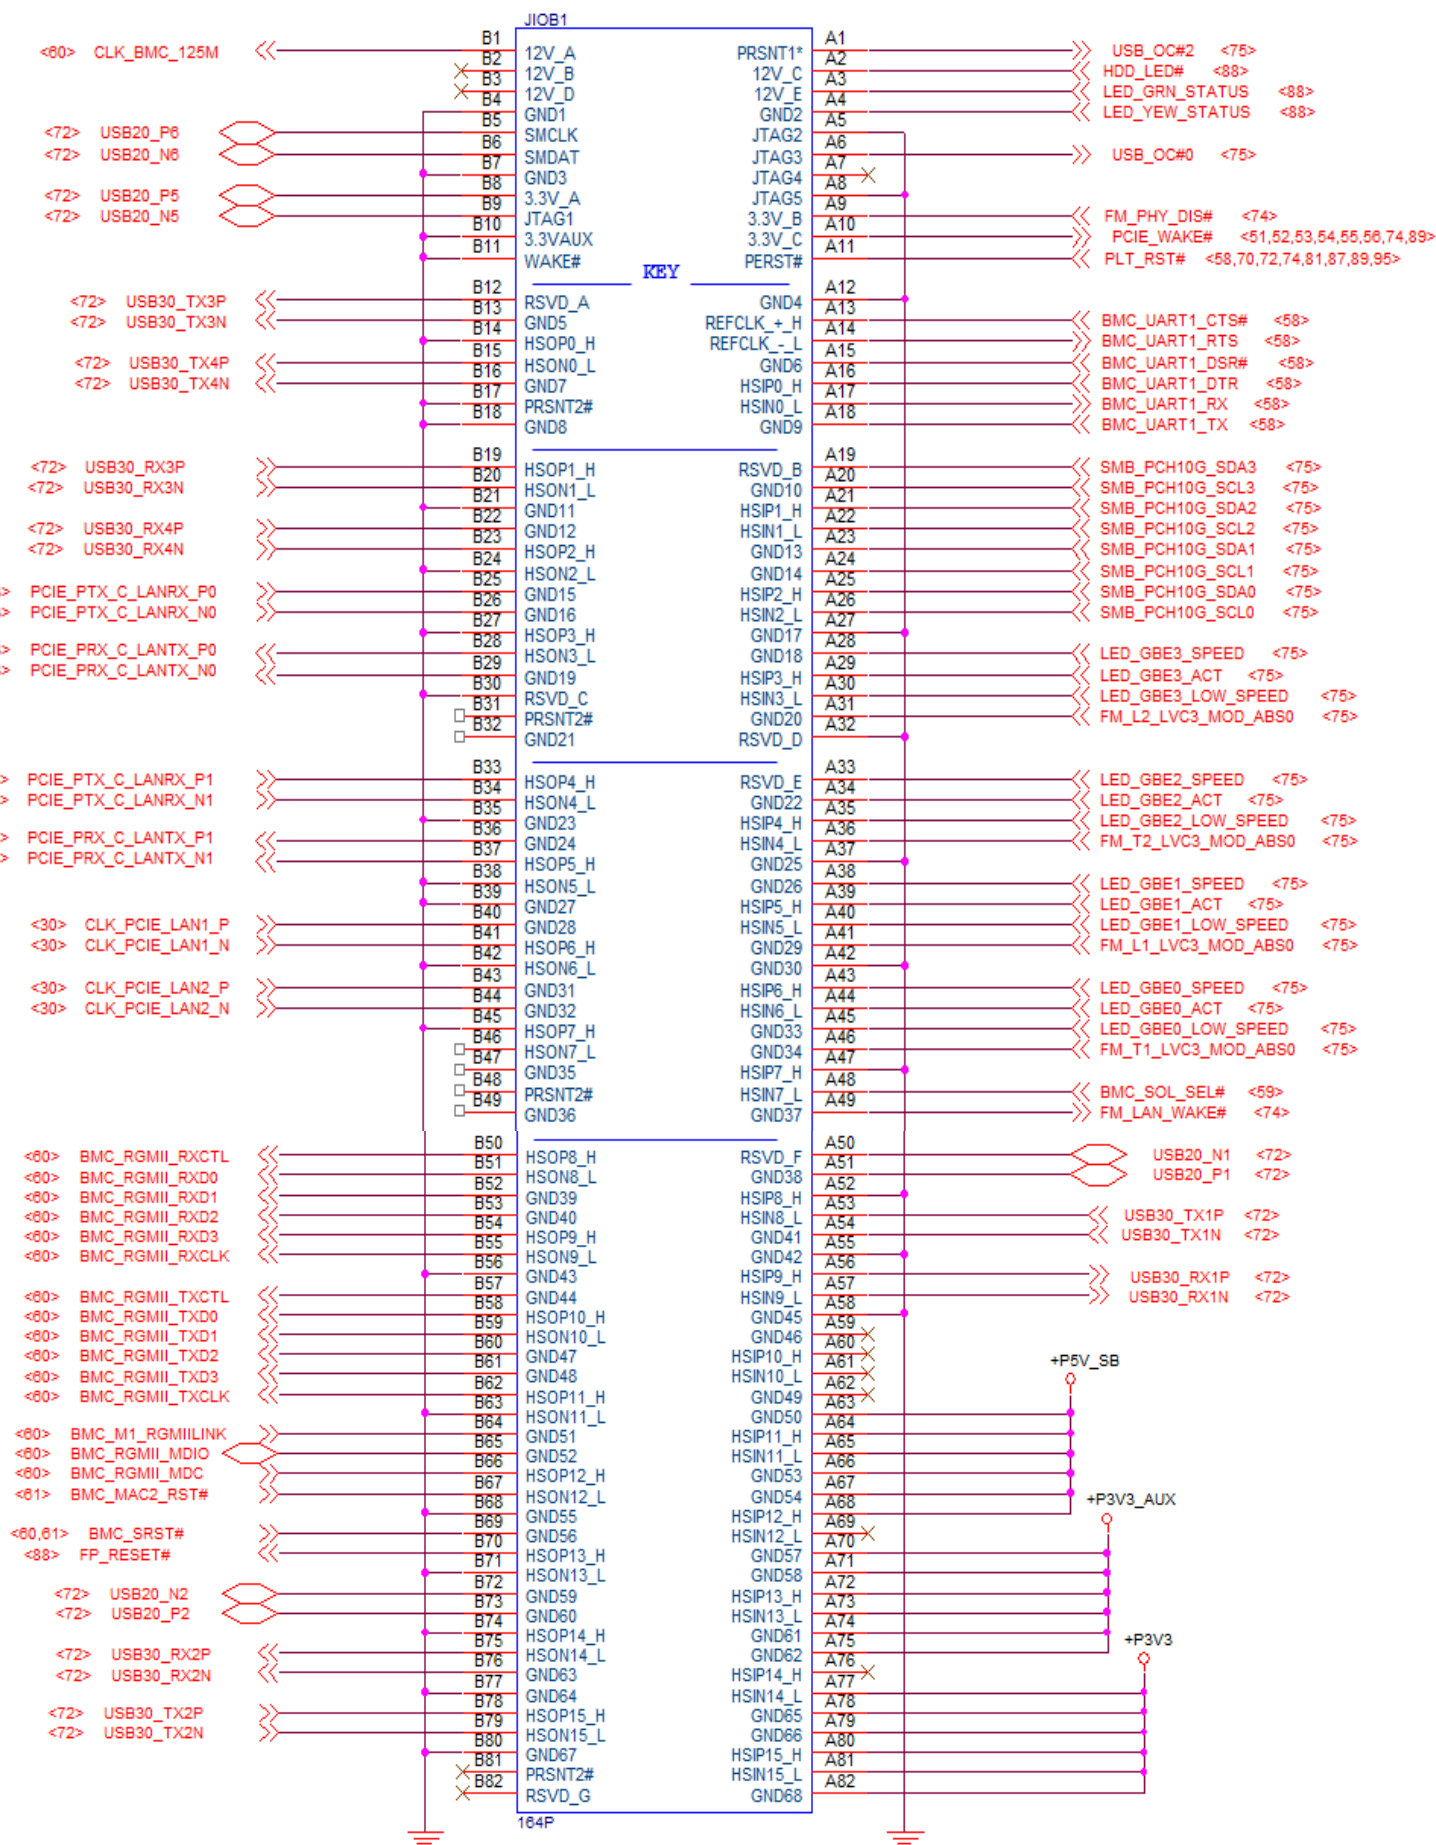 JIOB1
<60> CLK_BMC_125M B1 12V_A PRSNT1* A1 USB_OC#2 <75>
B2 12V_B 12V_C A2 HDD_LED# <88>
B3 12V_D 12V_E A3 LED_GRN_STATUS <88>
B4 GND1 GND2 A4 LED_YEW_STATUS <88>
<72> USB20_P6 B5 SMCLK JTAG2 A5
<72> USB20_N6 B6 SMDAT JTAG3 A6 USB_OC#0 <75>
B7 GND3 JTAG4 A7
<72> USB20_P5 B8 3.3V_A JTAG5 A8
<72> USB20_N5 B9 JTAG1 3.3V_B A9 FM_PHY_DIS# <74>
B10 3.3VAUX 3.3V_C A10 PCIE_WAKE# <51,52,53,54,55,56,74,89>
B11 WAKE# PERST# A11 PLT_RST# <58,70,72,74,81,87,89,95>
KEY
<72> USB30_TX3P B12 RSVD_A GND4 A12
<72> USB30_TX3N B13 GND5 REFCLK_+_H A13 BMC_UART1_CTS# <58>
B14 HSOP0_H REFCLK_-_L A14 BMC_UART1_RTS <58>
<72> USB30_TX4P B15 HSON0_L GND6 A15 BMC_UART1_DSR# <58>
<72> USB30_TX4N B16 GND7 HSIP0_H A16 BMC_UART1_DTR <58>
B17 PRSNT2# HSIN0_L A17 BMC_UART1_RX <58>
B18 GND8 GND9 A18 BMC_UART1_TX <58>
<72> USB30_RX3P B19 HSOP1_H RSVD_B A19 SMB_PCH10G_SDA3 <75>
<72> USB30_RX3N B20 HSON1_L GND10 A20 SMB_PCH10G_SCL3 <75>
B21 GND11 HSIP1_H A21 SMB_PCH10G_SDA2 <75>
<72> USB30_RX4P B22 GND12 HSIN1_L A22 SMB_PCH10G_SCL2 <75>
<72> USB30_RX4N B23 HSOP2_H GND13 A23 SMB_PCH10G_SDA1 <75>
B24 HSON2_L GND14 A24 SMB_PCH10G_SCL1 <75>
> PCIE_PTX_C_LANRX_P0 B25 GND15 HSIP2_H A25 SMB_PCH10G_SDA0 <75>
> PCIE_PTX_C_LANRX_N0 B26 GND16 HSIN2_L A26 SMB_PCH10G_SCL0 <75>
B27 HSOP3_H GND17 A27
> PCIE_PRX_C_LANTX_P0 B28 HSON3_L GND18 A28 LED_GBE3_SPEED <75>
> PCIE_PRX_C_LANTX_N0 B29 GND19 HSIP3_H A29 LED_GBE3_ACT <75>
B30 RSVD_C HSIN3_L A30 LED_GBE3_LOW_SPEED <75>
B31 PRSNT2# GND20 A31 FM_L2_LVC3_MOD_ABS0 <75>
B32 GND21 RSVD_D A32
> PCIE_PTX_C_LANRX_P1 B33 HSOP4_H RSVD_E A33 LED_GBE2_SPEED <75>
> PCIE_PTX_C_LANRX_N1 B34 HSON4_L GND22 A34 LED_GBE2_ACT <75>
B35 GND23 HSIP4_H A35 LED_GBE2_LOW_SPEED <75>
> PCIE_PRX_C_LANTX_P1 B36 GND24 HSIN4_L A36 FM_T2_LVC3_MOD_ABS0 <75>
> PCIE_PRX_C_LANTX_N1 B37 HSOP5_H GND25 A37
B38 HSON5_L GND26 A38 LED_GBE1_SPEED <75>
B39 GND27 HSIP5_H A39 LED_GBE1_ACT <75>
<30> CLK_PCIE_LAN1_P B40 GND28 HSIN5_L A40 LED_GBE1_LOW_SPEED <75>
<30> CLK_PCIE_LAN1_N B41 HSOP6_H GND29 A41 FM_L1_LVC3_MOD_ABS0 <75>
B42 HSON6_L GND30 A42
<30> CLK_PCIE_LAN2_P B43 GND31 HSIP6_H A43 LED_GBE0_SPEED <75>
<30> CLK_PCIE_LAN2_N B44 GND32 HSIN6_L A44 LED_GBE0_ACT <75>
B45 HSOP7_H GND33 A45 LED_GBE0_LOW_SPEED <75>
B46 HSON7_L GND34 A46 FM_T1_LVC3_MOD_ABS0 <75>
B47 GND35 HSIP7_H A47
B48 PRSNT2# HSIN7_L A48 BMC_SOL_SEL# <59>
B49 GND36 GND37 A49 FM_LAN_WAKE# <74>
<60> BMC_RGMII_RXCTL B50 HSOP8_H RSVD_F A50 USB20_N1 <72>
<60> BMC_RGMII_RXD0 B51 HSON8_L GND38 A51 USB20_P1 <72>
<60> BMC_RGMII_RXD1 B52 GND39 HSIP8_H A52
<60> BMC_RGMII_RXD2 B53 GND40 HSIN8_L A53 USB30_TX1P <72>
<60> BMC_RGMII_RXD3 B54 HSOP9_H GND41 A54 USB30_TX1N <72>
<60> BMC_RGMII_RXCLK B55 HSON9_L GND42 A55
B56 GND43 HSIP9_H A56 USB30_RX1P <72>
<60> BMC_RGMII_TXCTL B57 GND44 HSIN9_L A57 USB30_RX1N <72>
<60> BMC_RGMII_TXD0 B58 HSOP10_H GND45 A58
<60> BMC_RGMII_TXD1 B59 HSON10_L GND46 A59
<60> BMC_RGMII_TXD2 B60 GND47 HSIP10_H A60
+P5V_SB
<60> BMC_RGMII_TXD3 B61 GND48 HSIN10_L A61
<60> BMC_RGMII_TXCLK B62 HSOP11_H GND49 A62
B63 HSON11_L GND50 A63
<60> BMC_M1_RGMIILINK B64 GND51 HSIP11_H A64
<60> BMC_RGMII_MDIO B65 GND52 HSIN11_L A65
<60> BMC_RGMII_MDC B66 HSOP12_H GND53 A66
<61> BMC_MAC2_RST# B67 HSON12_L GND54 A67
+P3V3_AUX
B68 GND55 HSIP12_H A68
<60,61> BMC_SRST# B69 GND56 HSIN12_L A69
<88> FP_RESET# B70 HSOP13_H GND57 A70
B71 HSON13_L GND58 A71
<72> USB20_N2 B72 GND59 HSIP13_H A72
<72> USB20_P2 B73 GND60 HSIN13_L A73
B74 HSOP14_H GND61 A74
+P3V3
<72> USB30_RX2P B75 HSON14_L GND62 A75
<72> USB30_RX2N B76 GND63 HSIP14_H A76
B77 GND64 HSIN14_L A77
<72> USB30_TX2P B78 HSOP15_H GND65 A78
<72> USB30_TX2N B79 HSON15_L GND66 A79
B80 GND67 HSIP15_H A80
B81 PRSNT2# HSIN15_L A81
B82 RSVD_G GND68 A82
164P